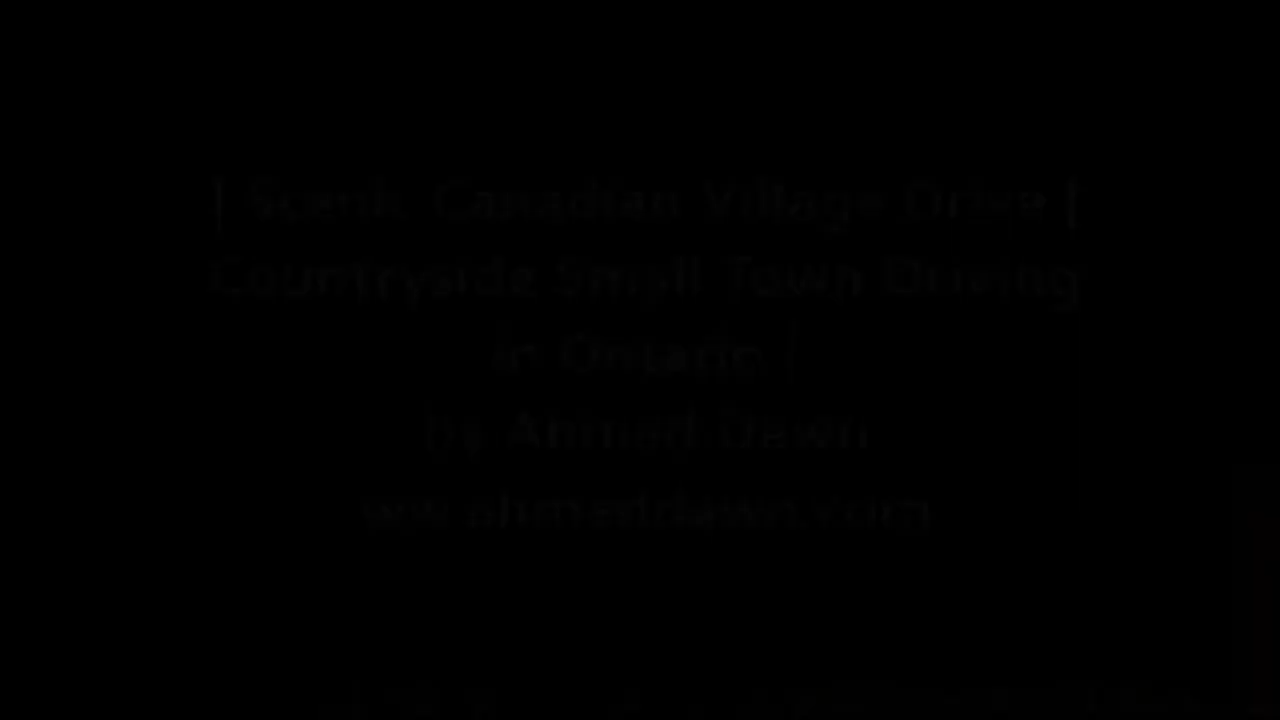 | Scenic Canadian Village Drive |
Countryside Small Town Driving
in Ontario |
by Ahmed Dawn
www.ahmeddawn.com